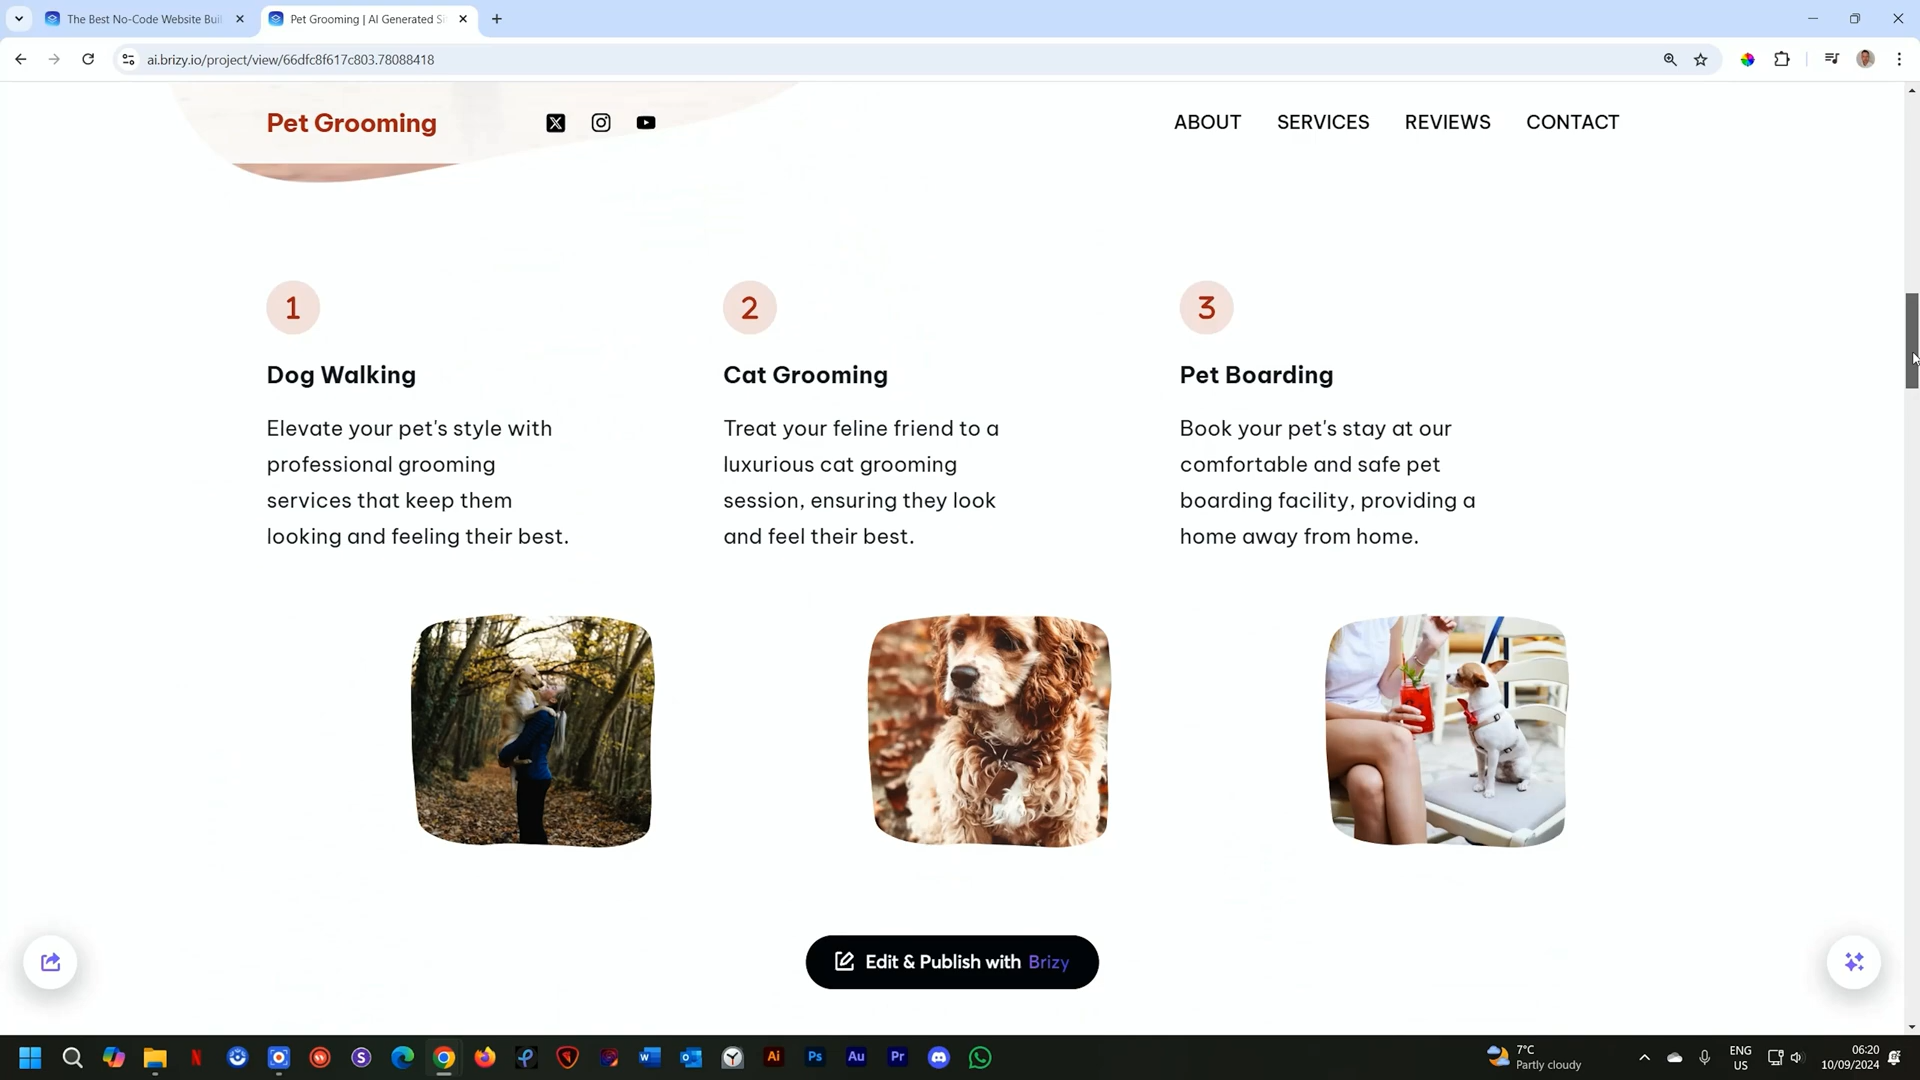 The Best No-Code Website Buil
Pet Grooming | AI Generated Si
ai.brizy.io/project/view/66dfc8f617c803.78088418
Pet Grooming
ABOUT SERVICES REVIEWS CONTACT
1
Dog Walking
Elevate your pet's style with
professional grooming
services that keep them
looking and feeling their best.
2
Cat Grooming
Treat your feline friend to a
luxurious cat grooming
session, ensuring they look
and feel their best.
3
Pet Boarding
Book your pet's stay at our
comfortable and safe pet
boarding facility, providing a
home away from home.
Edit & Publish with Brizy
7°C
Partly cloudy
ENG
US
06:20
10/09/2024